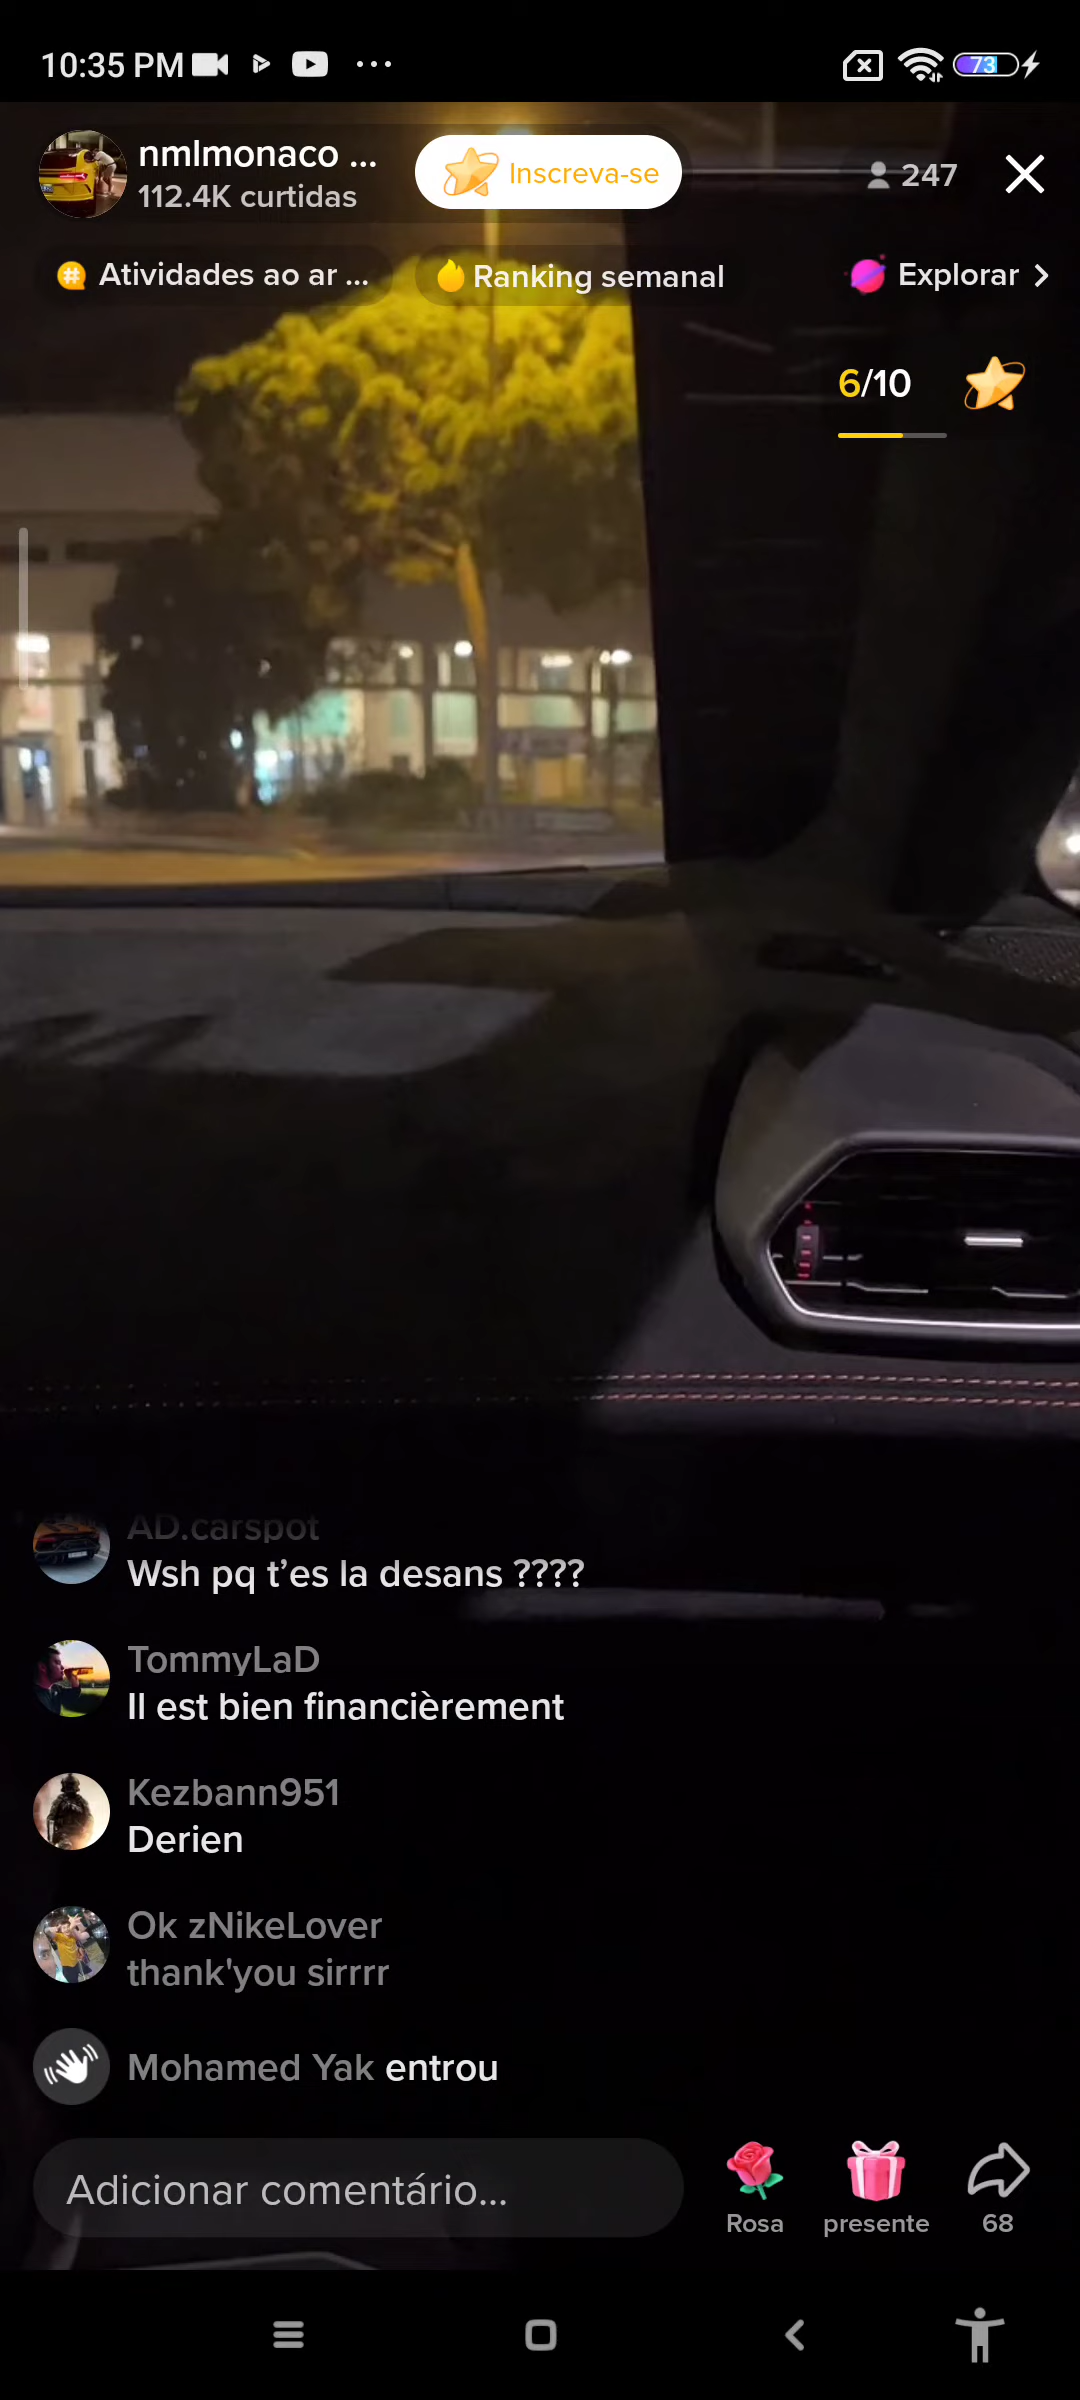 10:35 PM
73
nmlmonaco ...
112.4K curtidas
Inscreva-se
247
Atividades ao ar ...
Ranking semanal
Explorar
6/10
AD.carspot
Wsh pq t’es la desans ????
TommyLaD
Il est bien financièrement
Kezbann951
Derien
Ok zNikeLover
thank'you sirrrr
Mohamed Yak entrou
Adicionar comentário...
Rosa
presente
68